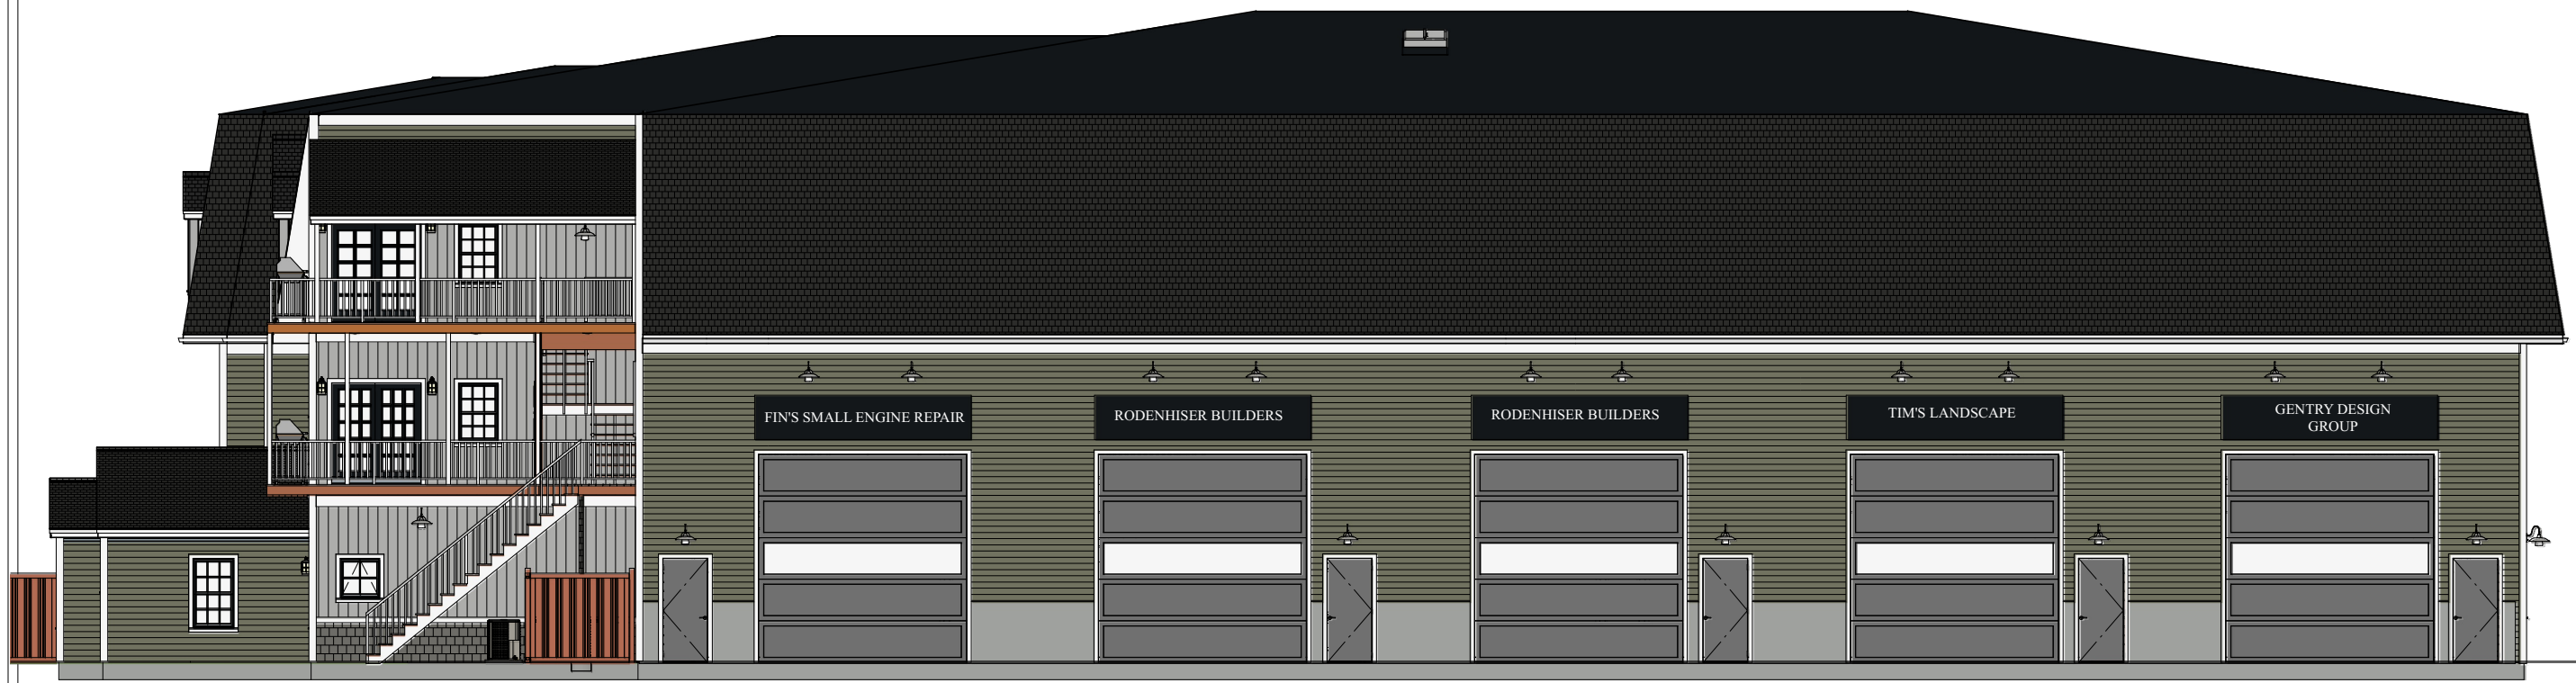 FIN'S SMALL ENGINE REPAIR
RODENHISER BUILDERS
RODENHISER BUILDERS
TIM'S LANDSCAPE
GENTRY DESIGN
GROUP